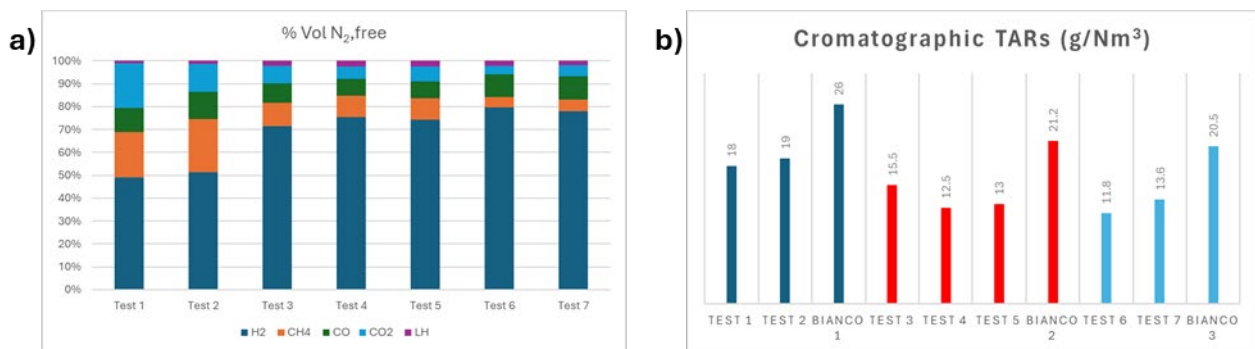 a)
% Vol N2,free
100%
90%
80%
70%
60%
50%
40%
30%
20%
10%
0%
Test 1 Test 2 Test 3 Test 4 Test 5 Test 6 Test 7
H2 CH4 CO CO2 LH
b)
Cromatographic TARs (g/Nm³)
18 19 26 15.5 12.5 13 21.2 11.8 13.6 20.5
TEST 1 TEST 2 BIANCO TEST 3 TEST 4 TEST 5 BIANCO TEST 6 TEST 7 BIANCO
1 2 3